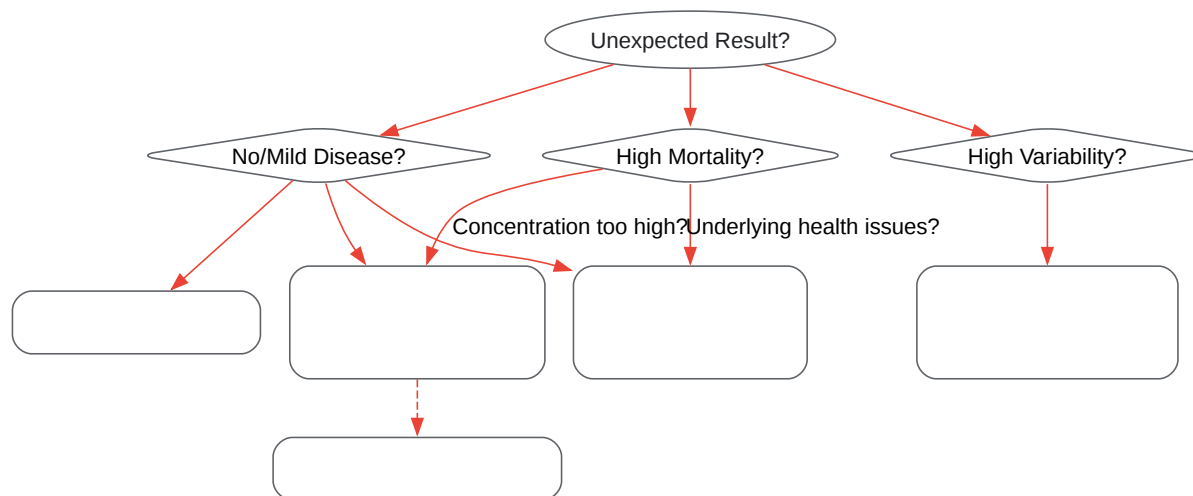 Unexpected Result?
No/Mild Disease?
High Mortality?
High Variability?
Concentration too high?
Underlying health issues?